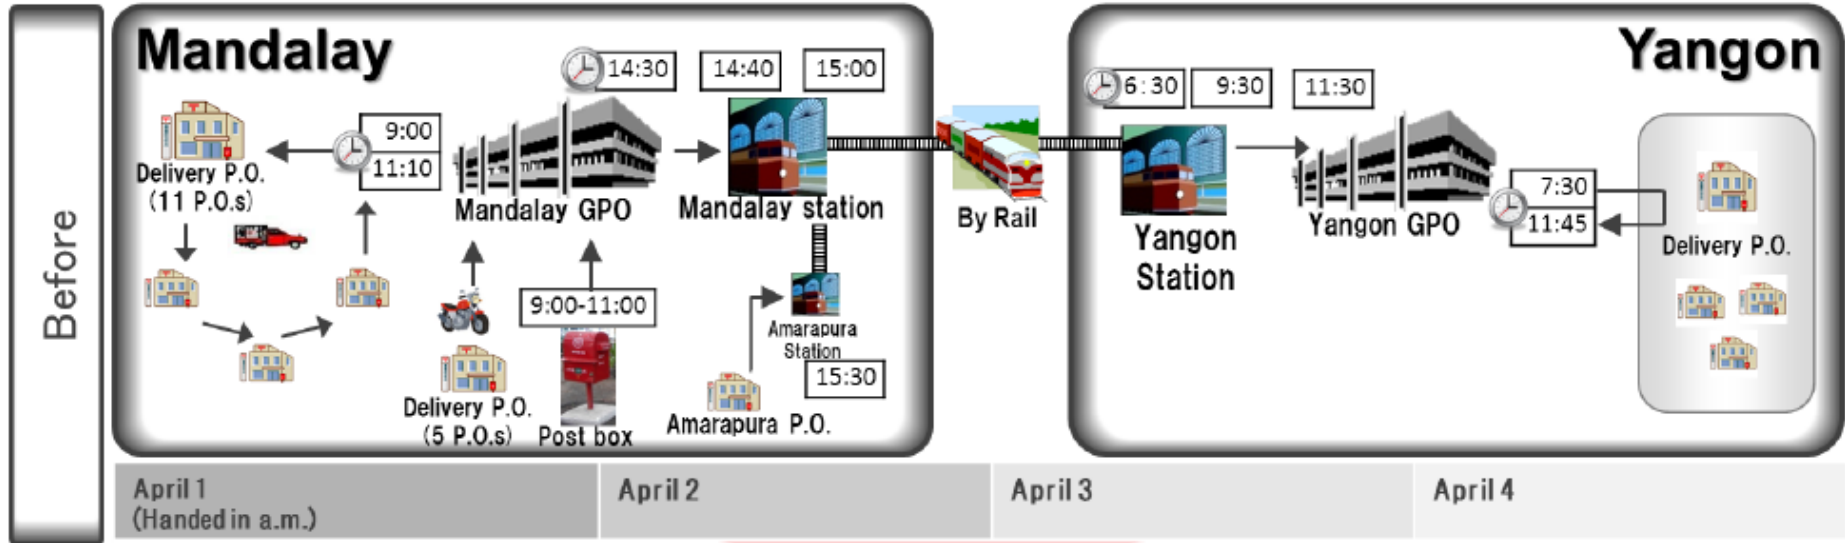 Before
Mandalay
14:30
14:40
15:00
9:00
11:10
Delivery P.O.
(11 P.O.s)
Mandalay GPO
Mandalay station
9:00-11:00
Delivery P.O.
(5 P.O.s)
Post box
Amarapura
Station
15:30
Amarapura P.O.
By Rail
Yangon
6:30
9:30
11:30
Yangon
Station
Yangon GPO
7:30
11:45
Delivery P.O.
April 1
(Handed in a.m.)
April 2
April 3
April 4